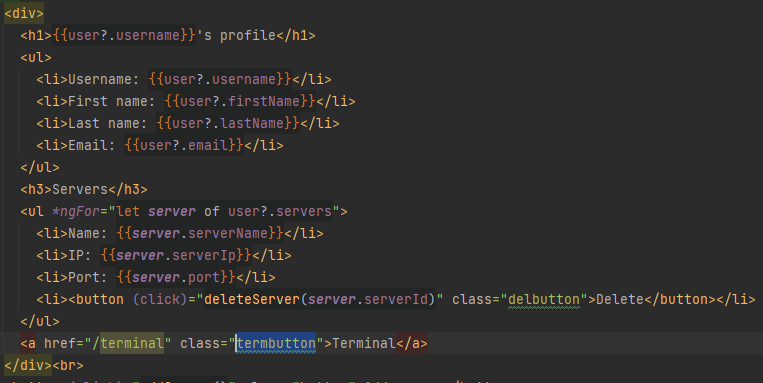 <div>
<h1>{{user?.username}}'s profile</h1>
<ul>
<li>Username: {{user?.username}}</li>
<li>First name: {{user?.firstName}}</li>
<li>Last name: {{user?.lastName}}</li>
<li>Email: {{user?.email}}</li>
</ul>
<h3>Servers</h3>
<ul *ngFor="let server of user?.servers">
<li>Name: {{server.serverName}}</li>
<li>IP: {{server.serverIp}}</li>
<li>Port: {{server.port}}</li>
<li><button (click)="deleteServer(server.serverId)" class="delbutton">Delete</button></li>
</ul>
<a href="/terminal" class="termbutton">Terminal</a>
</div><br>